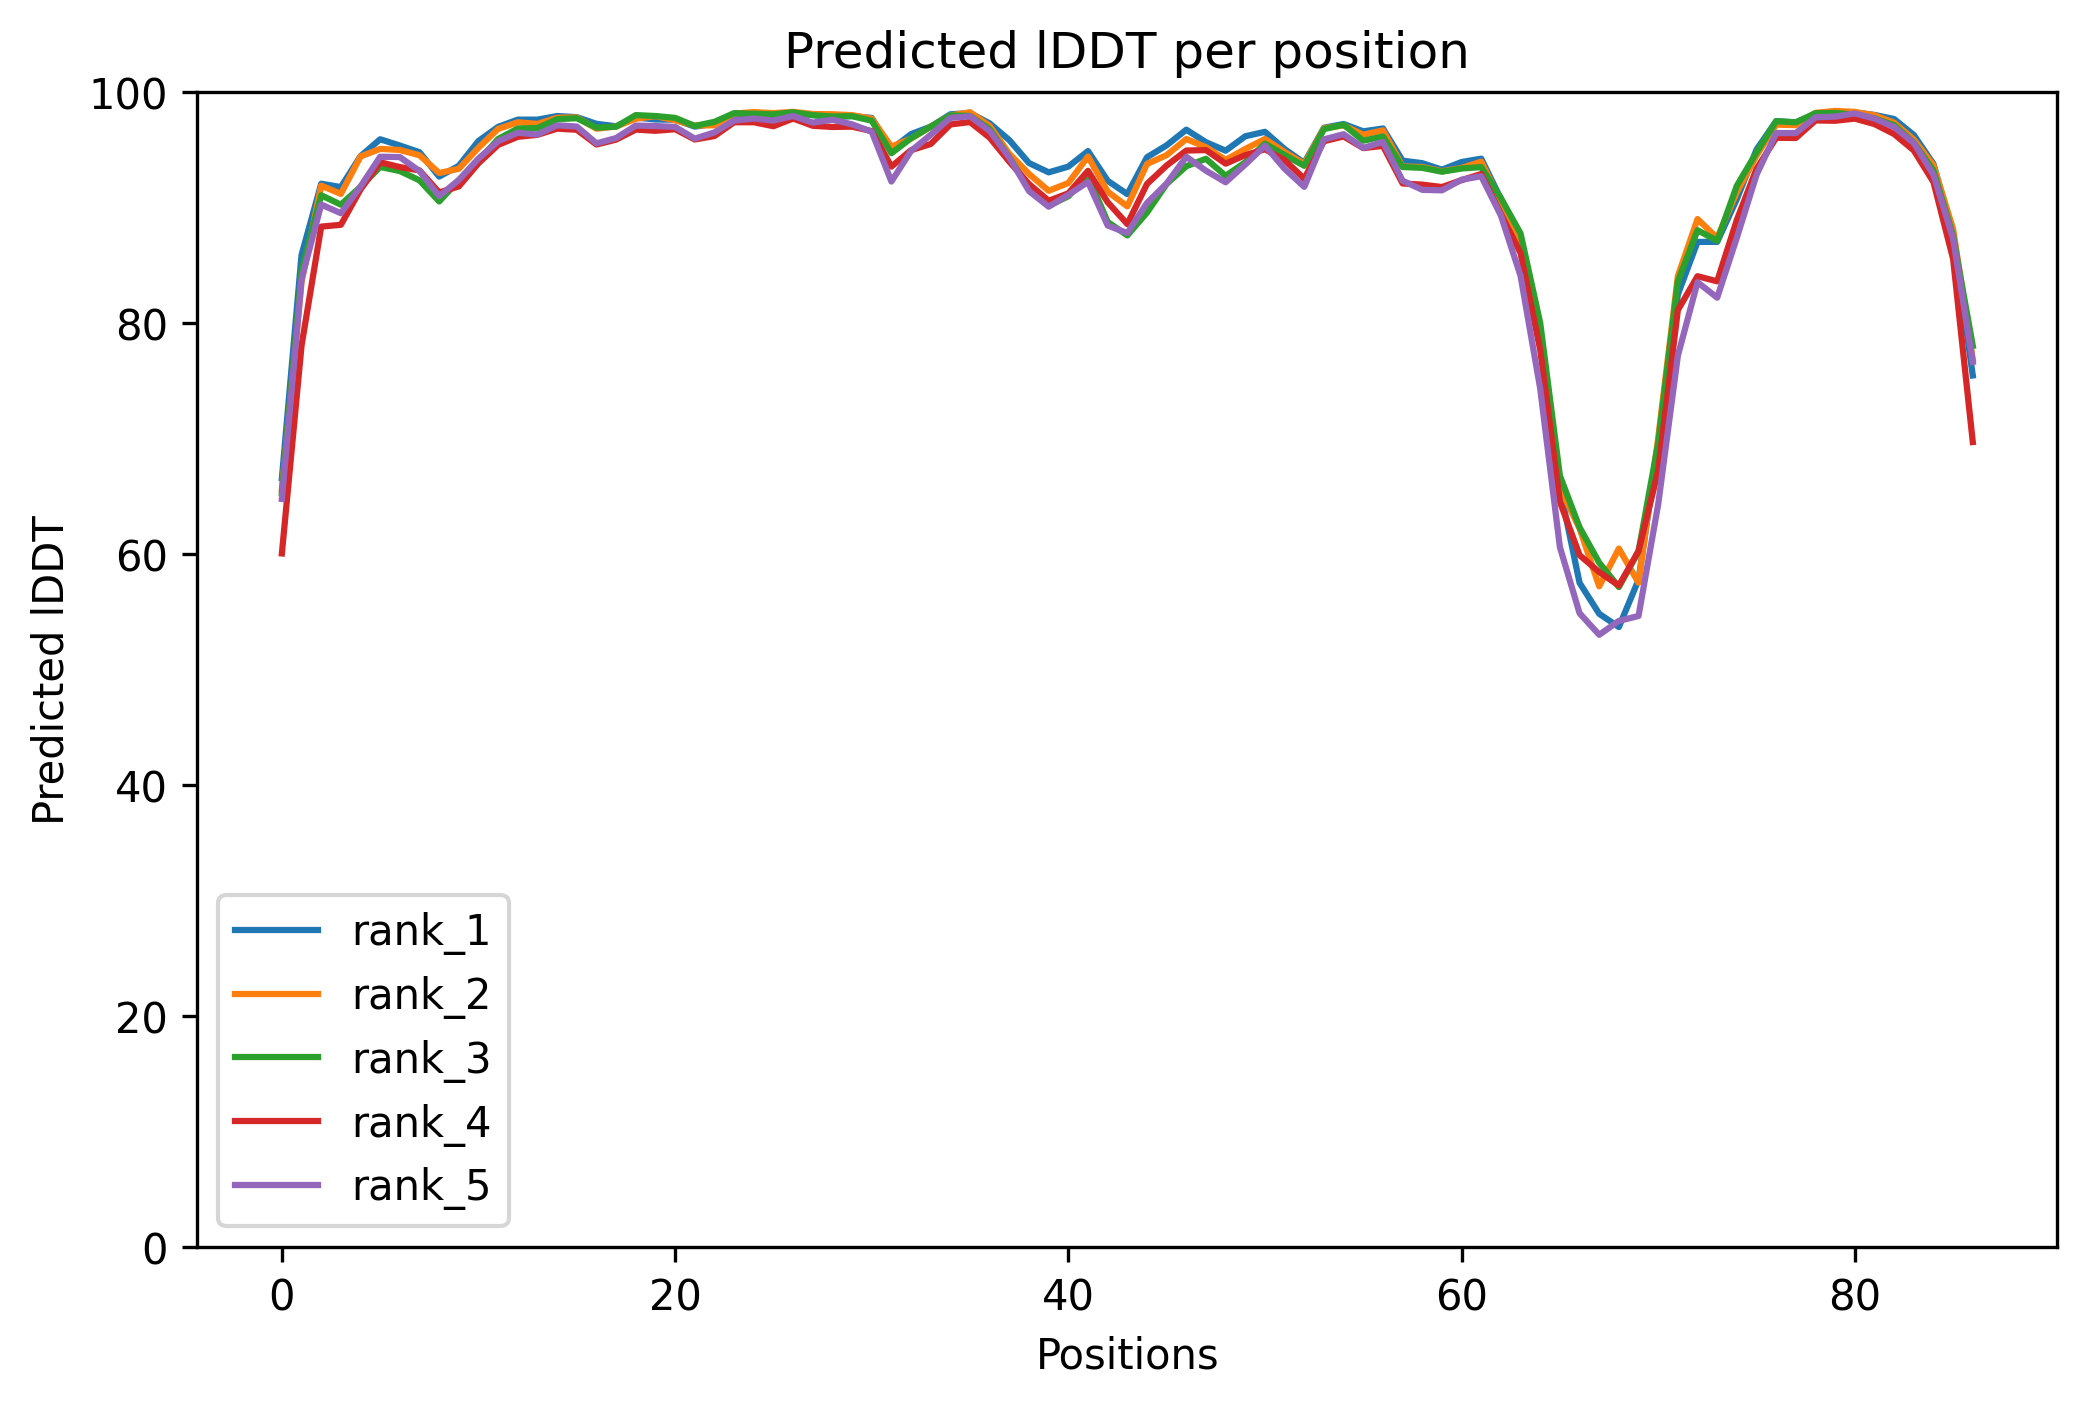 Predicted lDDT per position
100
80
60
40
20
0
Predicted lDDT
rank_1
rank_2
rank_3
rank_4
rank_5
0 20 40 60 80
Positions